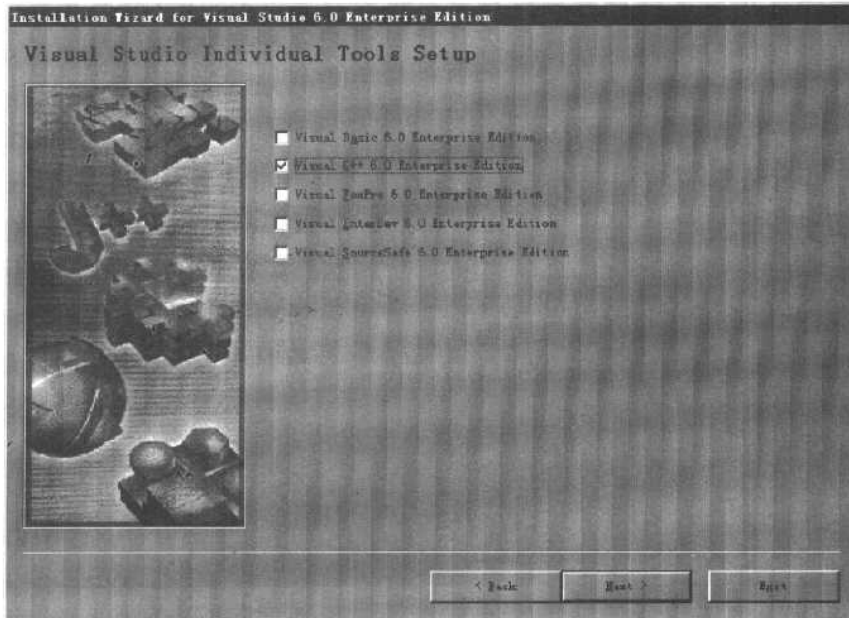 Installation Wizard for Visual Studio 6.0 Enterprise Edition
Visual Studio Individual Tools Setup
Visual Basic 6.0 Enterprise Edition
Visual C++ 6.0 Enterprise Edition
Visual FoxPro 6.0 Enterprise Edition
Visual InterDev 6.0 Enterprise Edition
Visual SourceSafe 6.0 Enterprise Edition
< Back
Next >
Exit